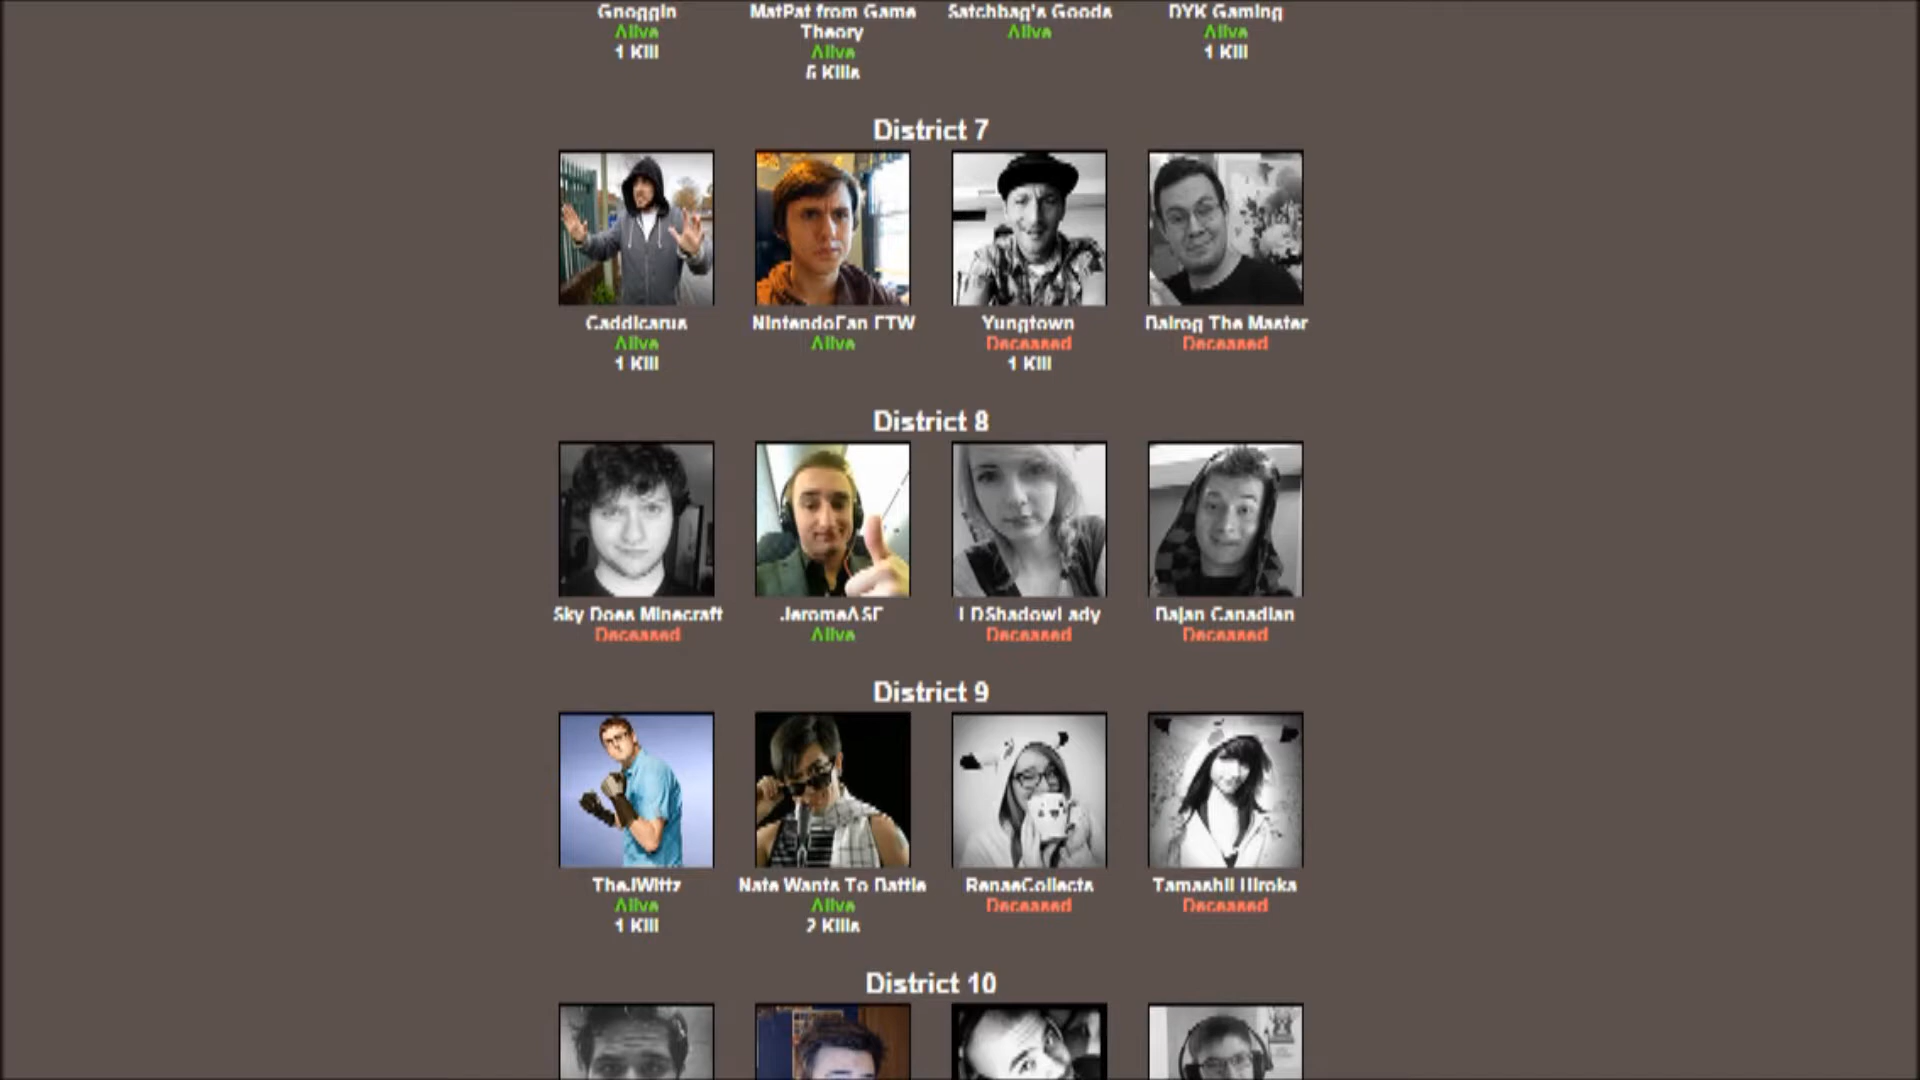 Gnoggin
MatPat from Game
Theory
Satchbag's Goods
DYK Gaming
Alive
Alive
Alive
Alive
1 Kill
6 Kills
1 Kill
District 7
Caddicarus
NintendoFan FTW
Yungtown
Balrog The Master
Alive
Alive
Deceased
Deceased
1 Kill
1 Kill
District 8
Sky Does Minecraft
JeromeASF
LDShadowLady
Bajan Canadian
Deceased
Alive
Deceased
Deceased
District 9
TheJWittz
Nate Wants To Battle
RenaeCollects
Tamashii Hiroka
Alive
Alive
Deceased
Deceased
1 Kill
2 Kills
District 10